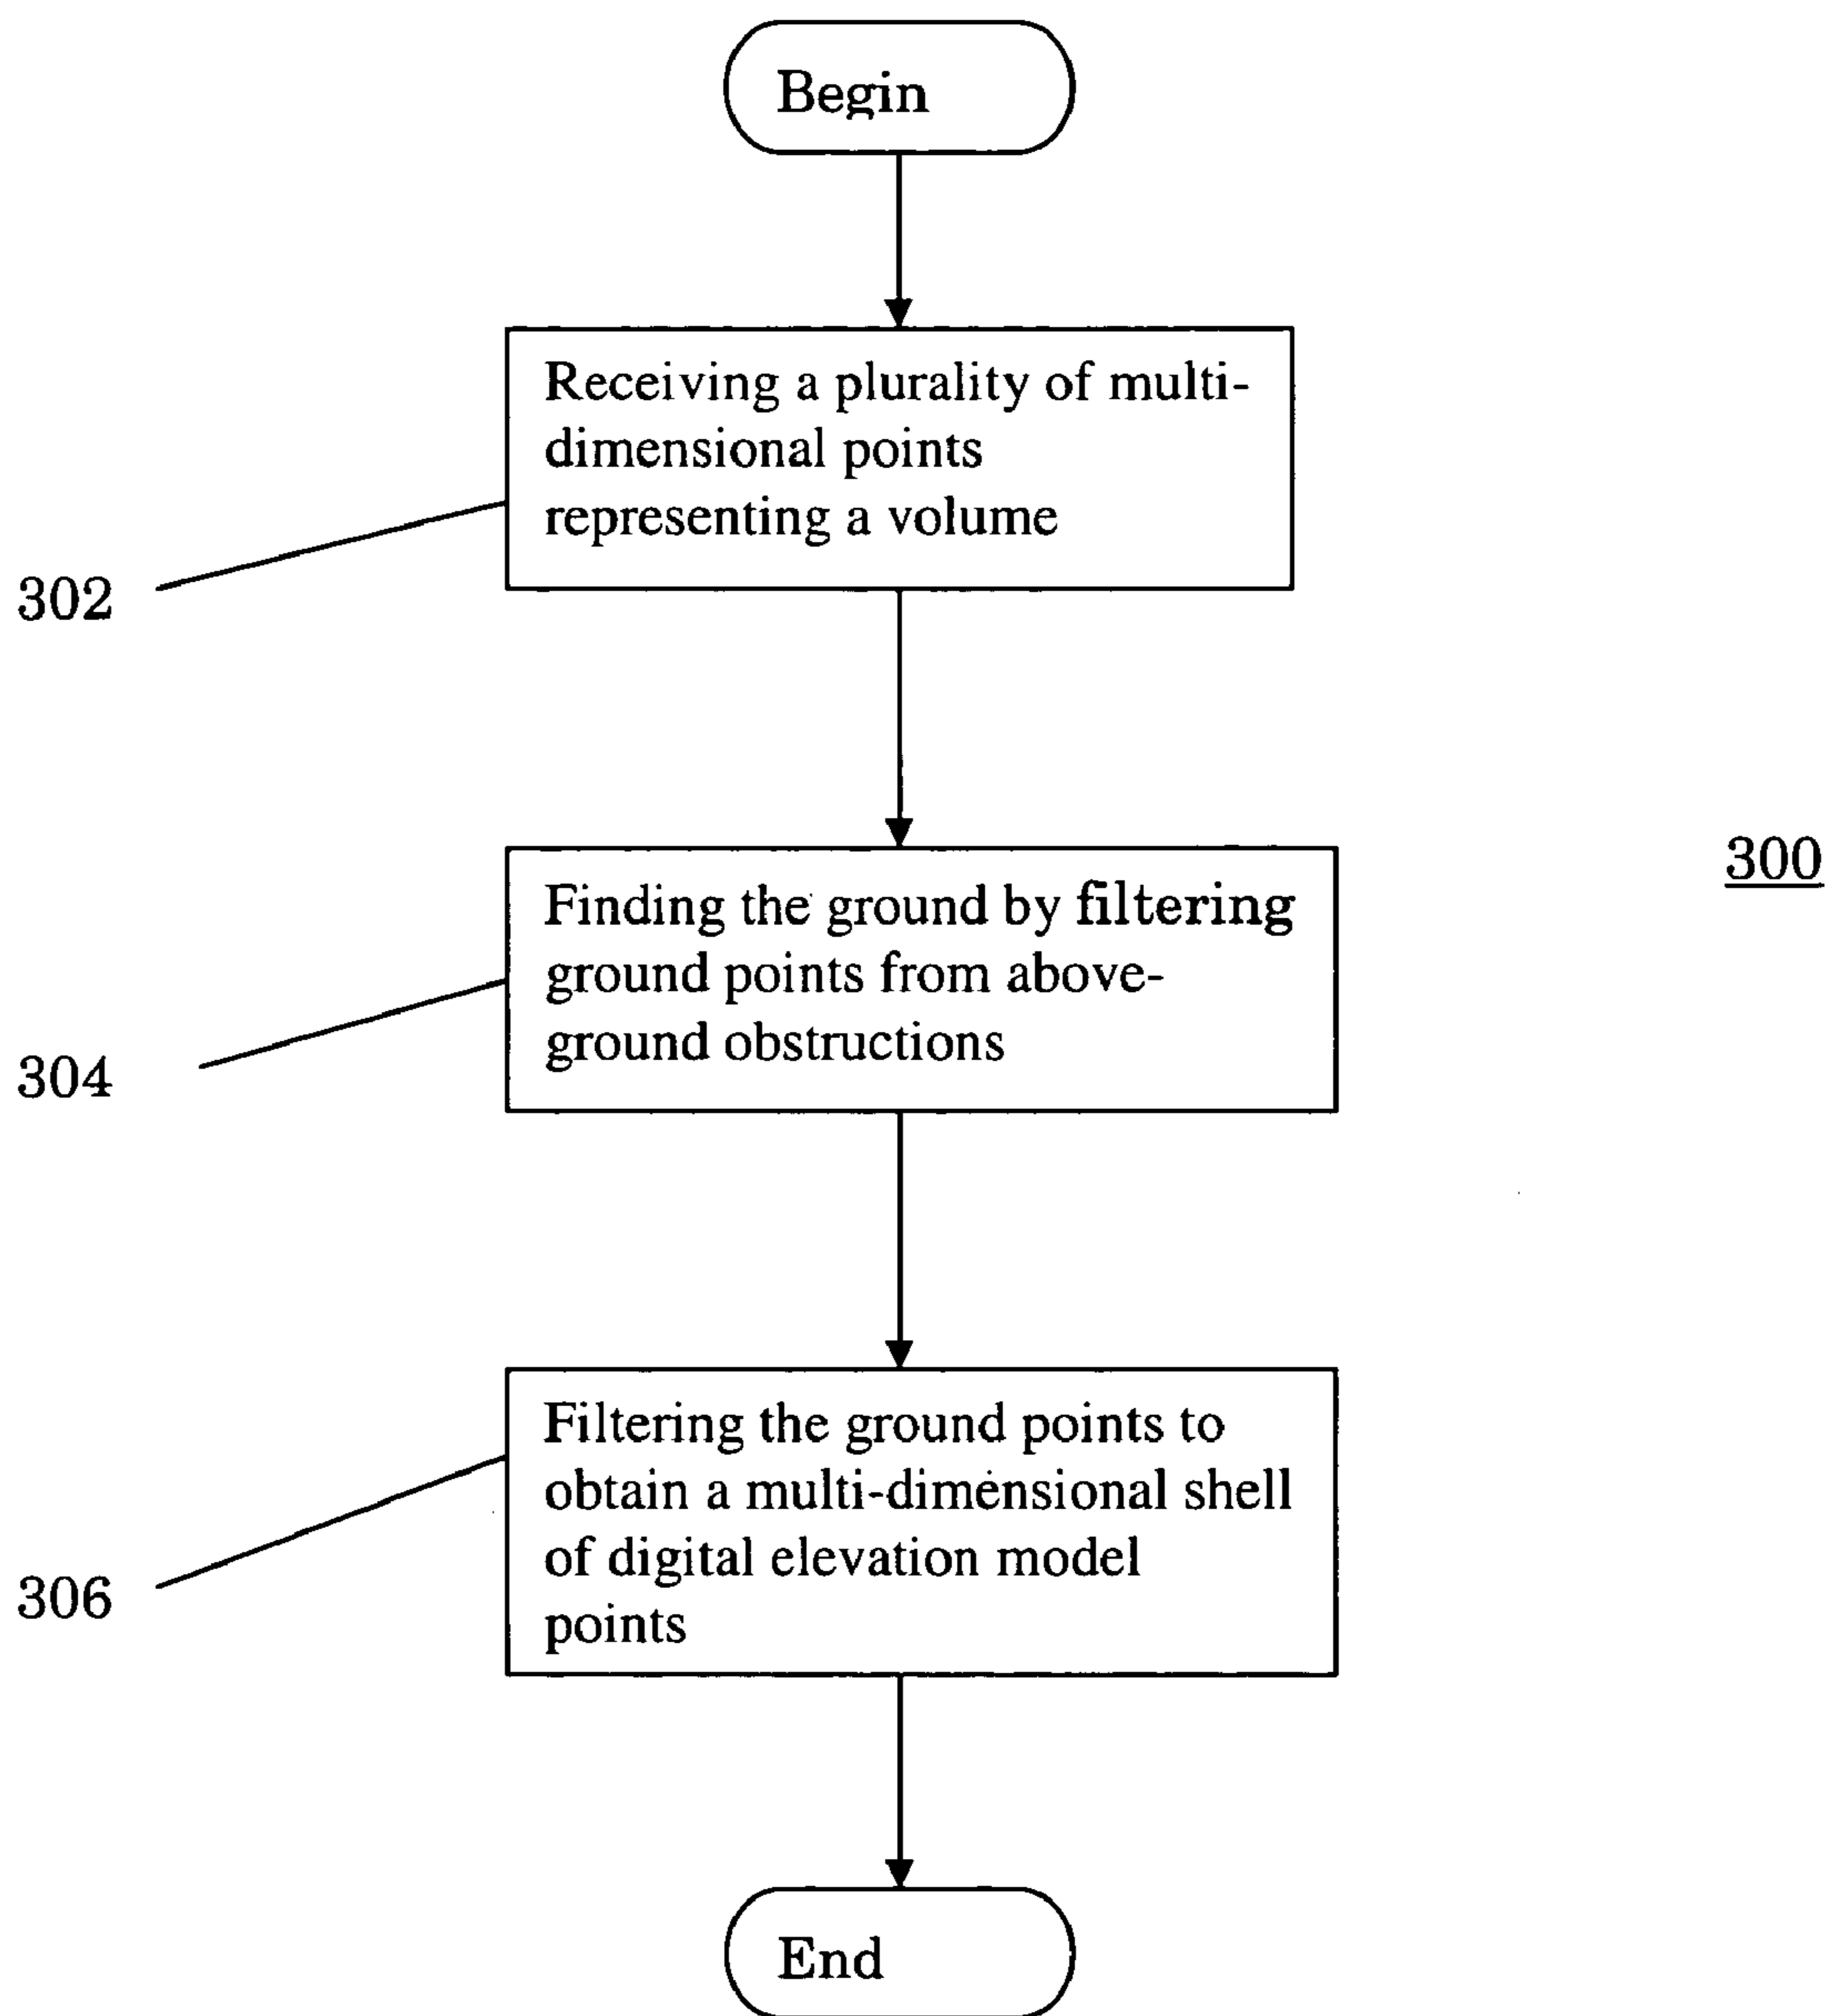 Begin
Receiving a plurality of multi-
dimensional points
representing a volume
302
300
Finding the ground by filtering
ground points from above-
ground obstructions
304
Filtering the ground points to
obtain a multi-dimensional shell
of digital elevation model
points
306
End